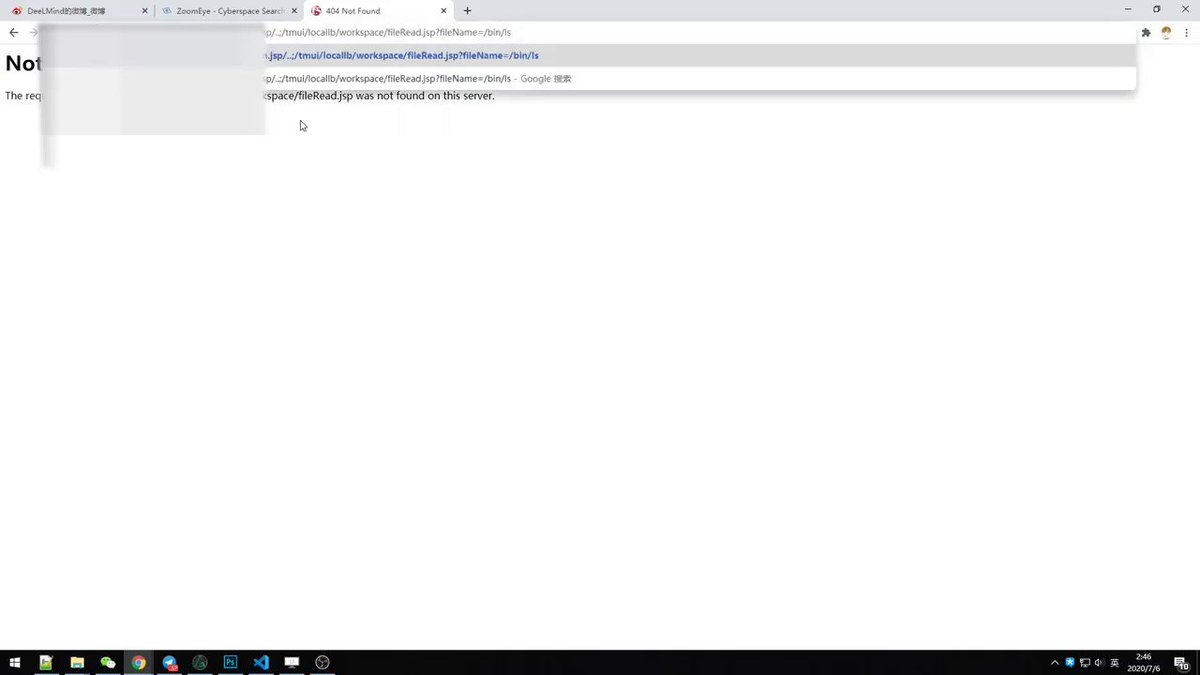 DeeLMind的微博_微博
ZoomEye - Cyberspace Search
404 Not Found
sp/..;/tmui/locallb/workspace/fileRead.jsp?fileName=/bin/ls
.jsp/..;/tmui/locallb/workspace/fileRead.jsp?fileName=/bin/ls
sp/..;/tmui/locallb/workspace/fileRead.jsp?fileName=/bin/ls - Google 搜索
Not
The req
kspace/fileRead.jsp was not found on this server.
Ps
英
2:46
2020/7/6
10